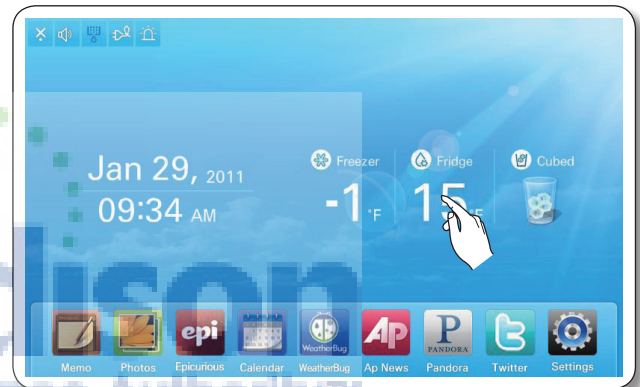 Jan 29, 2011
09:34 AM
Freezer
-1 °F
Fridge
15 °F
Cubed
epi
WeatherBug
AP
P
PANDORA
Memo
Photos
Epicurious
Calendar
WeatherBug
Ap News
Pandora
Twitter
Settings